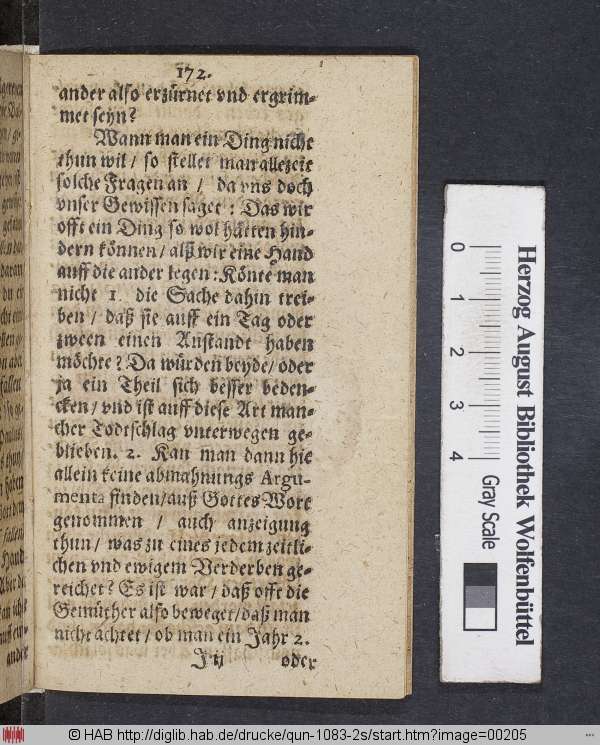 172.
ander also erzürnet vnd ergrim-
met seyn?
Wann man ein Ding nicht
thun wil / so stellet man allezeit
solche Fragen an / da vns doch
vnser Gewissen saget : Das wir
offt ein Ding so wol hätten hin-
dern können / alß wir eine Hand
auff die ander legen : Könte man
nicht 1. die Sache dahin trei-
ben / daß sie auff ein Tag oder
zween einen Anstandt haben
möchte ? Da würden beyde / oder
ja ein Theil sich besser beden-
cken / vnd ist auff diese Art man-
cher Todtschlag vnterwegen ge-
blieben. 2. Kan man dann hie
allein keine abmahnungs Argu-
menta finden / auß Gottes Wort
genommen / auch anzeigung
thun / was zu eines jedem zeitli-
chen vnd ewigem Verderben ge-
reichet ? Es ist war / daß offt die
Gemüther also beweget / daß man
nicht achtet / ob man ein Jahr 2.
J ij oder
ander
0 1 2 3 4
Herzog August Bibliothek Wolfenbüttel
Gray Scale
© HAB http://diglib.hab.de/drucke/qun-1083-2s/start.htm?image=00205